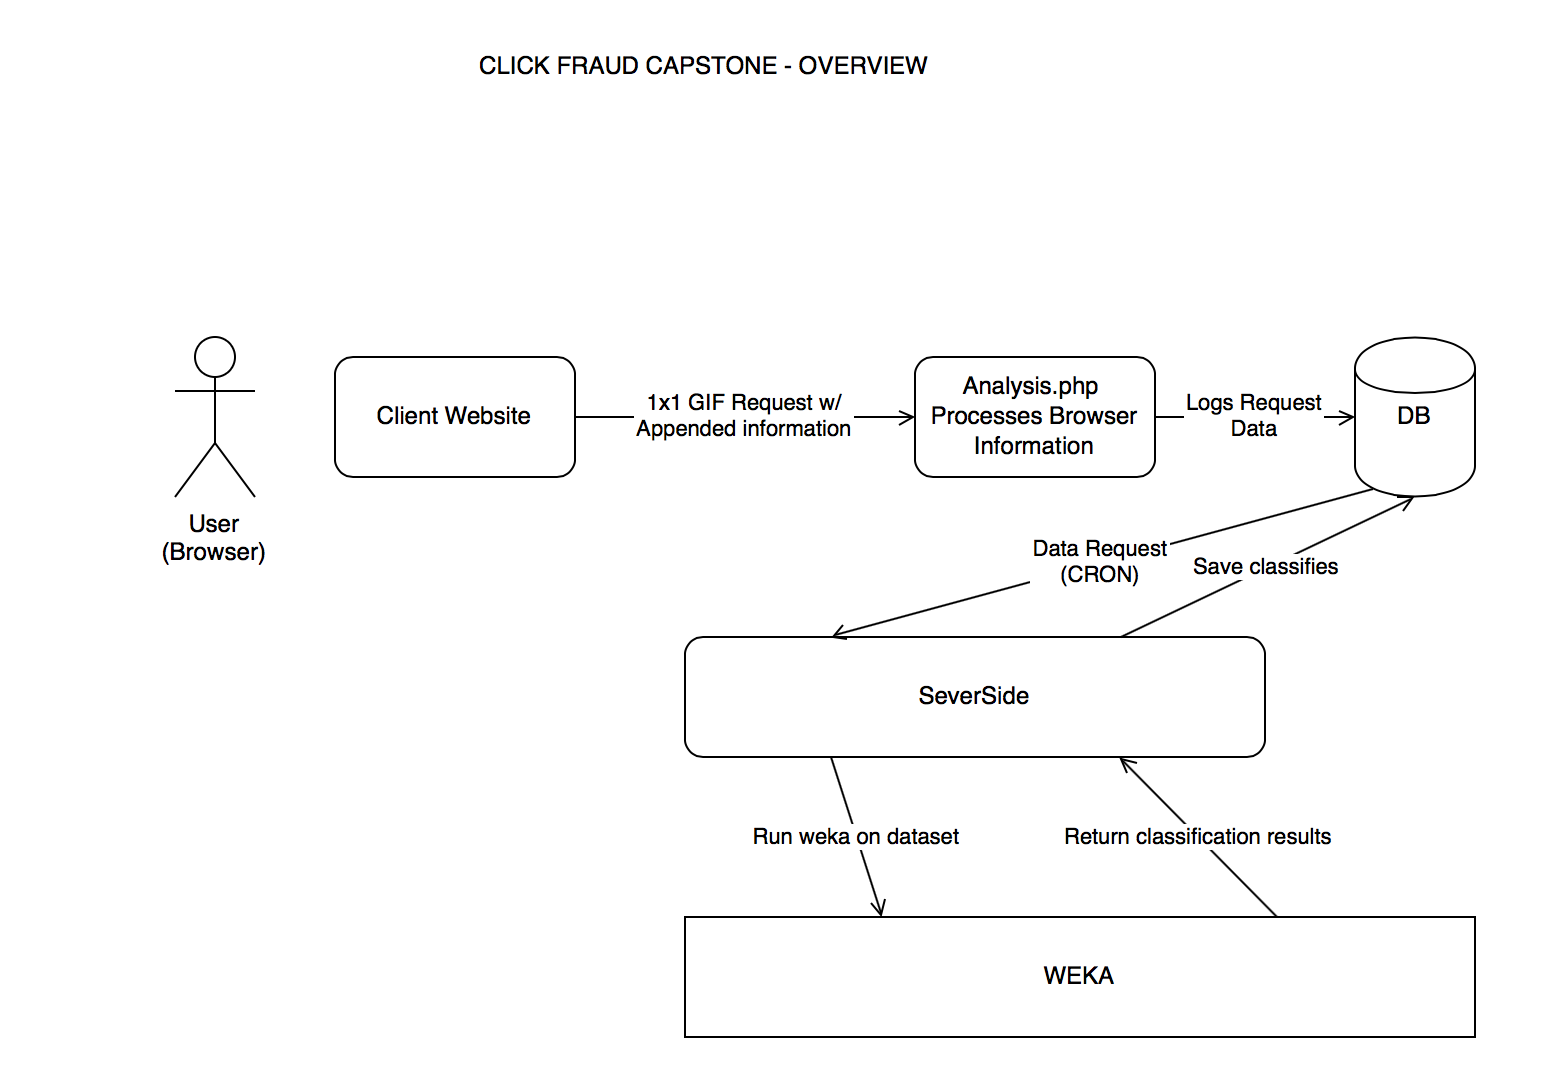 CLICK FRAUD CAPSTONE - OVERVIEW
User
(Browser)
Client Website
1x1 GIF Request w/
Appended information
Analysis.php
Processes Browser
Information
Logs Request
Data
DB
Data Request
(CRON)
Save classifies
SeverSide
Run weka on dataset
Return classification results
WEKA